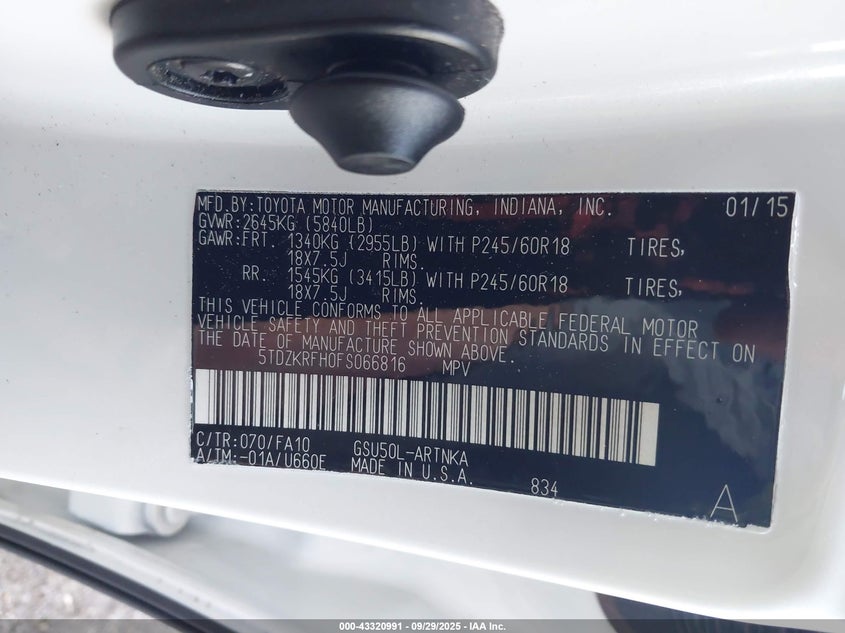 MFD.BY:TOYOTA MOTOR MANUFACTURING, INDIANA, INC. 01/15
GVWR:2645KG (5840LB)
GAWR:FRT. 1340KG (2955LB) WITH P245/60R18 TIRES,
18X7.5J RIMS.
RR. 1545KG (3415LB) WITH P245/60R18 TIRES,
18X7.5J RIMS.
THIS VEHICLE CONFORMS TO ALL APPLICABLE FEDERAL MOTOR
VEHICLE SAFETY AND THEFT PREVENTION STANDARDS IN EFFECT ON
THE DATE OF MANUFACTURE SHOWN ABOVE.
5TDZKRFH0FS066816 MPV
C/TR:070/FA10 GSU50L-ARTNKA
A/TM:-01A/U660E MADE IN U.S.A.
834
A
000-43320991 | 09/29/2025 | IAA Inc.